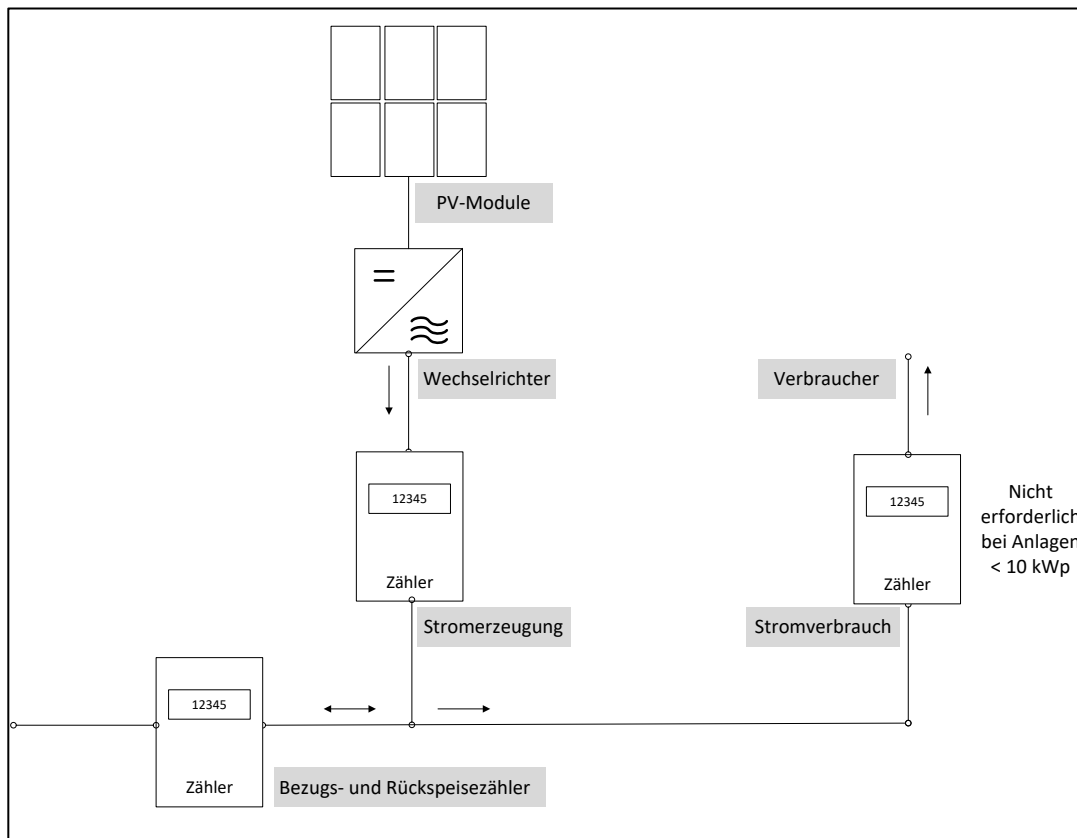 PV-Module
Wechselrichter
Verbraucher
12345
Zähler
12345
Zähler
Nicht
erforderlich
bei Anlagen
< 10 kWp
Stromerzeugung
Stromverbrauch
12345
Zähler
Bezugs- und Rückspeisezähler